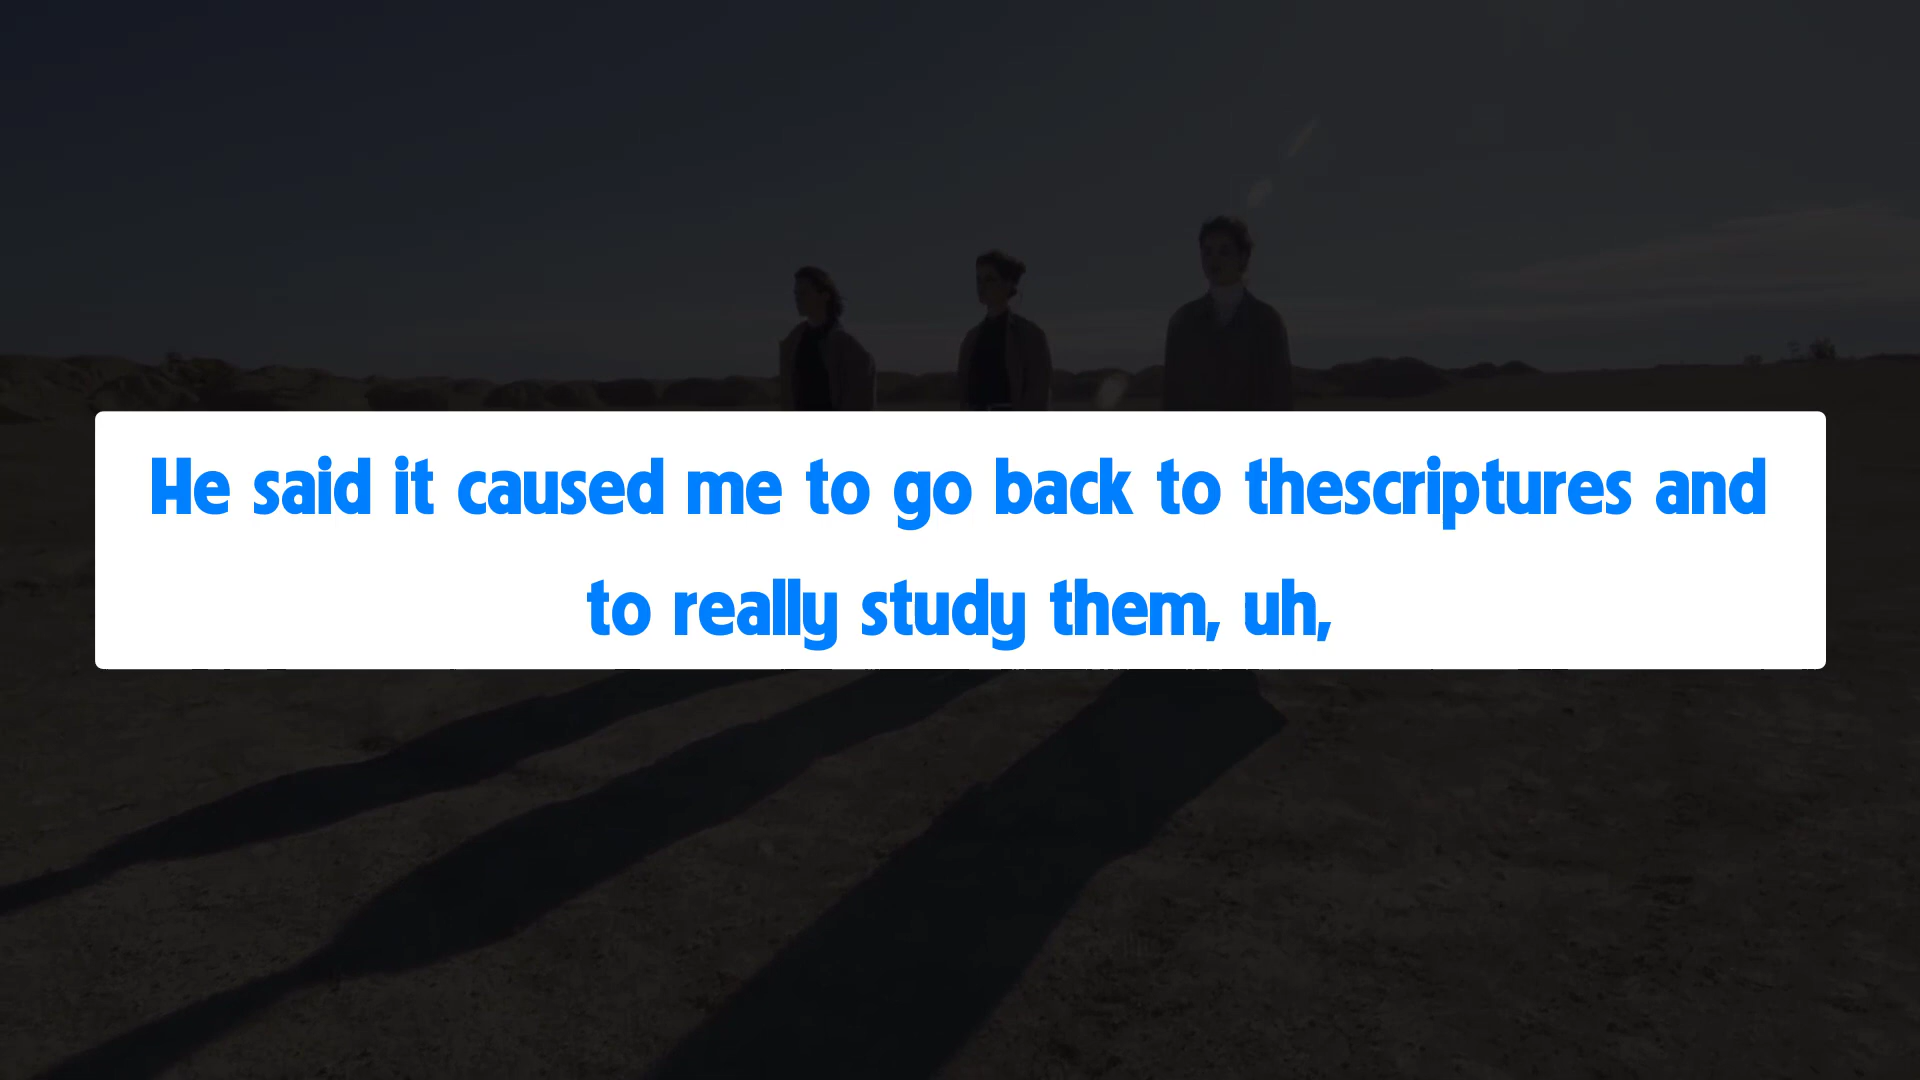 He said it caused me to go back to thescriptures and
to really study them, uh,